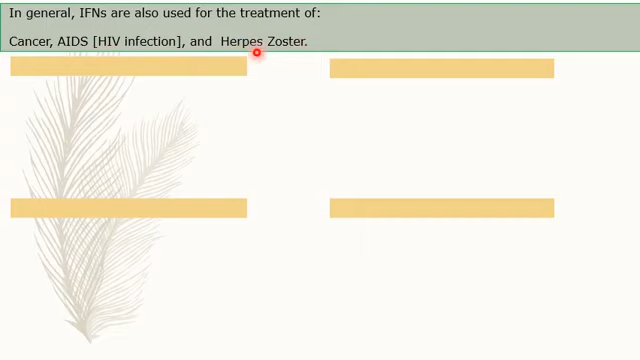 In general, IFNs are also used for the treatment of:
Cancer, AIDS [HIV infection], and Herpes Zoster.